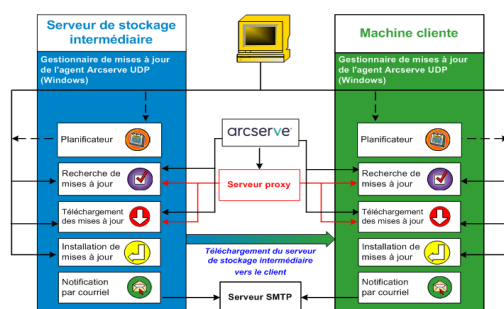 Serveur de stockage
intermédiaire
Gestionnaire de mises à jour
de l'agent Arcserve UDP
(Windows)
Planificateur
Recherche de
mises à jour
Téléchargement
des mises à jour
Installation de
mises à jour
Notification
par courriel
arcserve
Serveur proxy
Téléchargement du serveur
de stockage intermédiaire
vers le client
Serveur SMTP
Machine cliente
Gestionnaire de mises à jour
de l'agent Arcserve UDP
(Windows)
Planificateur
Recherche de
mises à jour
Téléchargement
des mises à jour
Installation de
mises à jour
Notification
par courriel